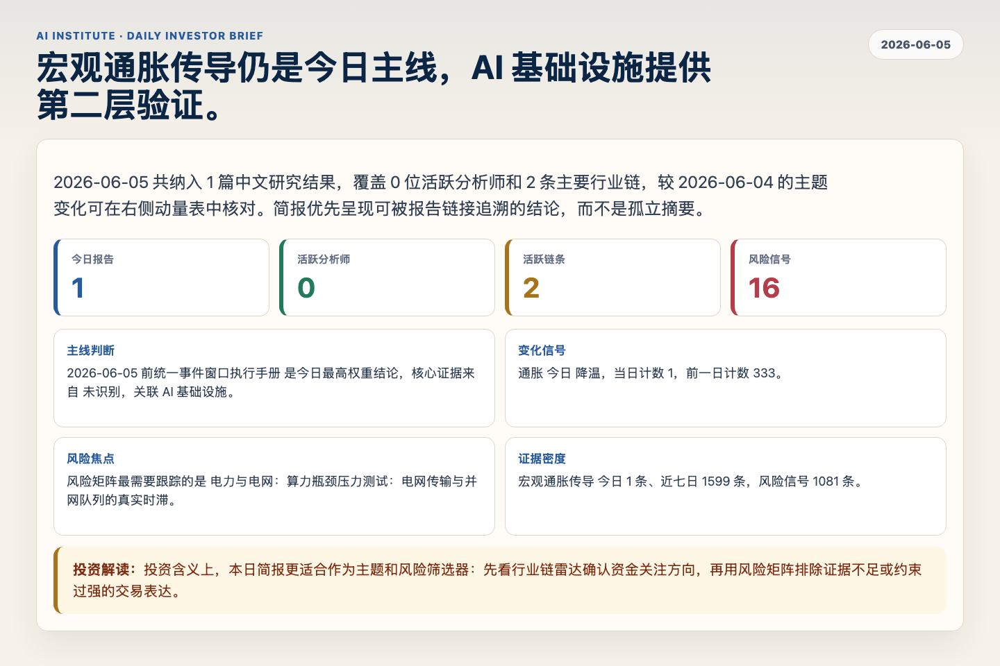 AI INSTITUTE · DAILY INVESTOR BRIEF
2026-06-05
宏观通胀传导仍是今日主线，AI 基础设施提供
第二层验证。
2026-06-05 共纳入 1 篇中文研究结果，覆盖 0 位活跃分析师和 2 条主要行业链，较 2026-06-04 的主题
变化可在右侧动量表中核对。简报优先呈现可被报告链接追溯的结论，而不是孤立摘要。
今日报告
1
活跃分析师
0
活跃链条
2
风险信号
16
主线判断
2026-06-05 前统一事件窗口执行手册 是今日最高权重结论，核心证据来
自 未识别，关联 AI 基础设施。
变化信号
通胀 今日 降温，当日计数 1，前一日计数 333。
风险焦点
风险矩阵最需要跟踪的是 电力与电网：算力瓶颈压力测试：电网传输与并
网队列的真实时滞。
证据密度
宏观通胀传导 今日 1 条、近七日 1599 条，风险信号 1081 条。
投资解读：投资含义上，本日简报更适合作为主题和风险筛选器：先看行业链雷达确认资金关注方向，再用风险矩阵排除证据不足或约束
过强的交易表达。